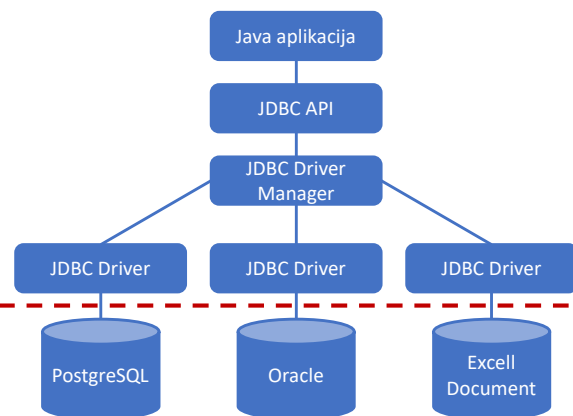 Java aplikacija
JDBC API
JDBC Driver
Manager
JDBC Driver
JDBC Driver
JDBC Driver
PostgreSQL
Oracle
Excell
Document